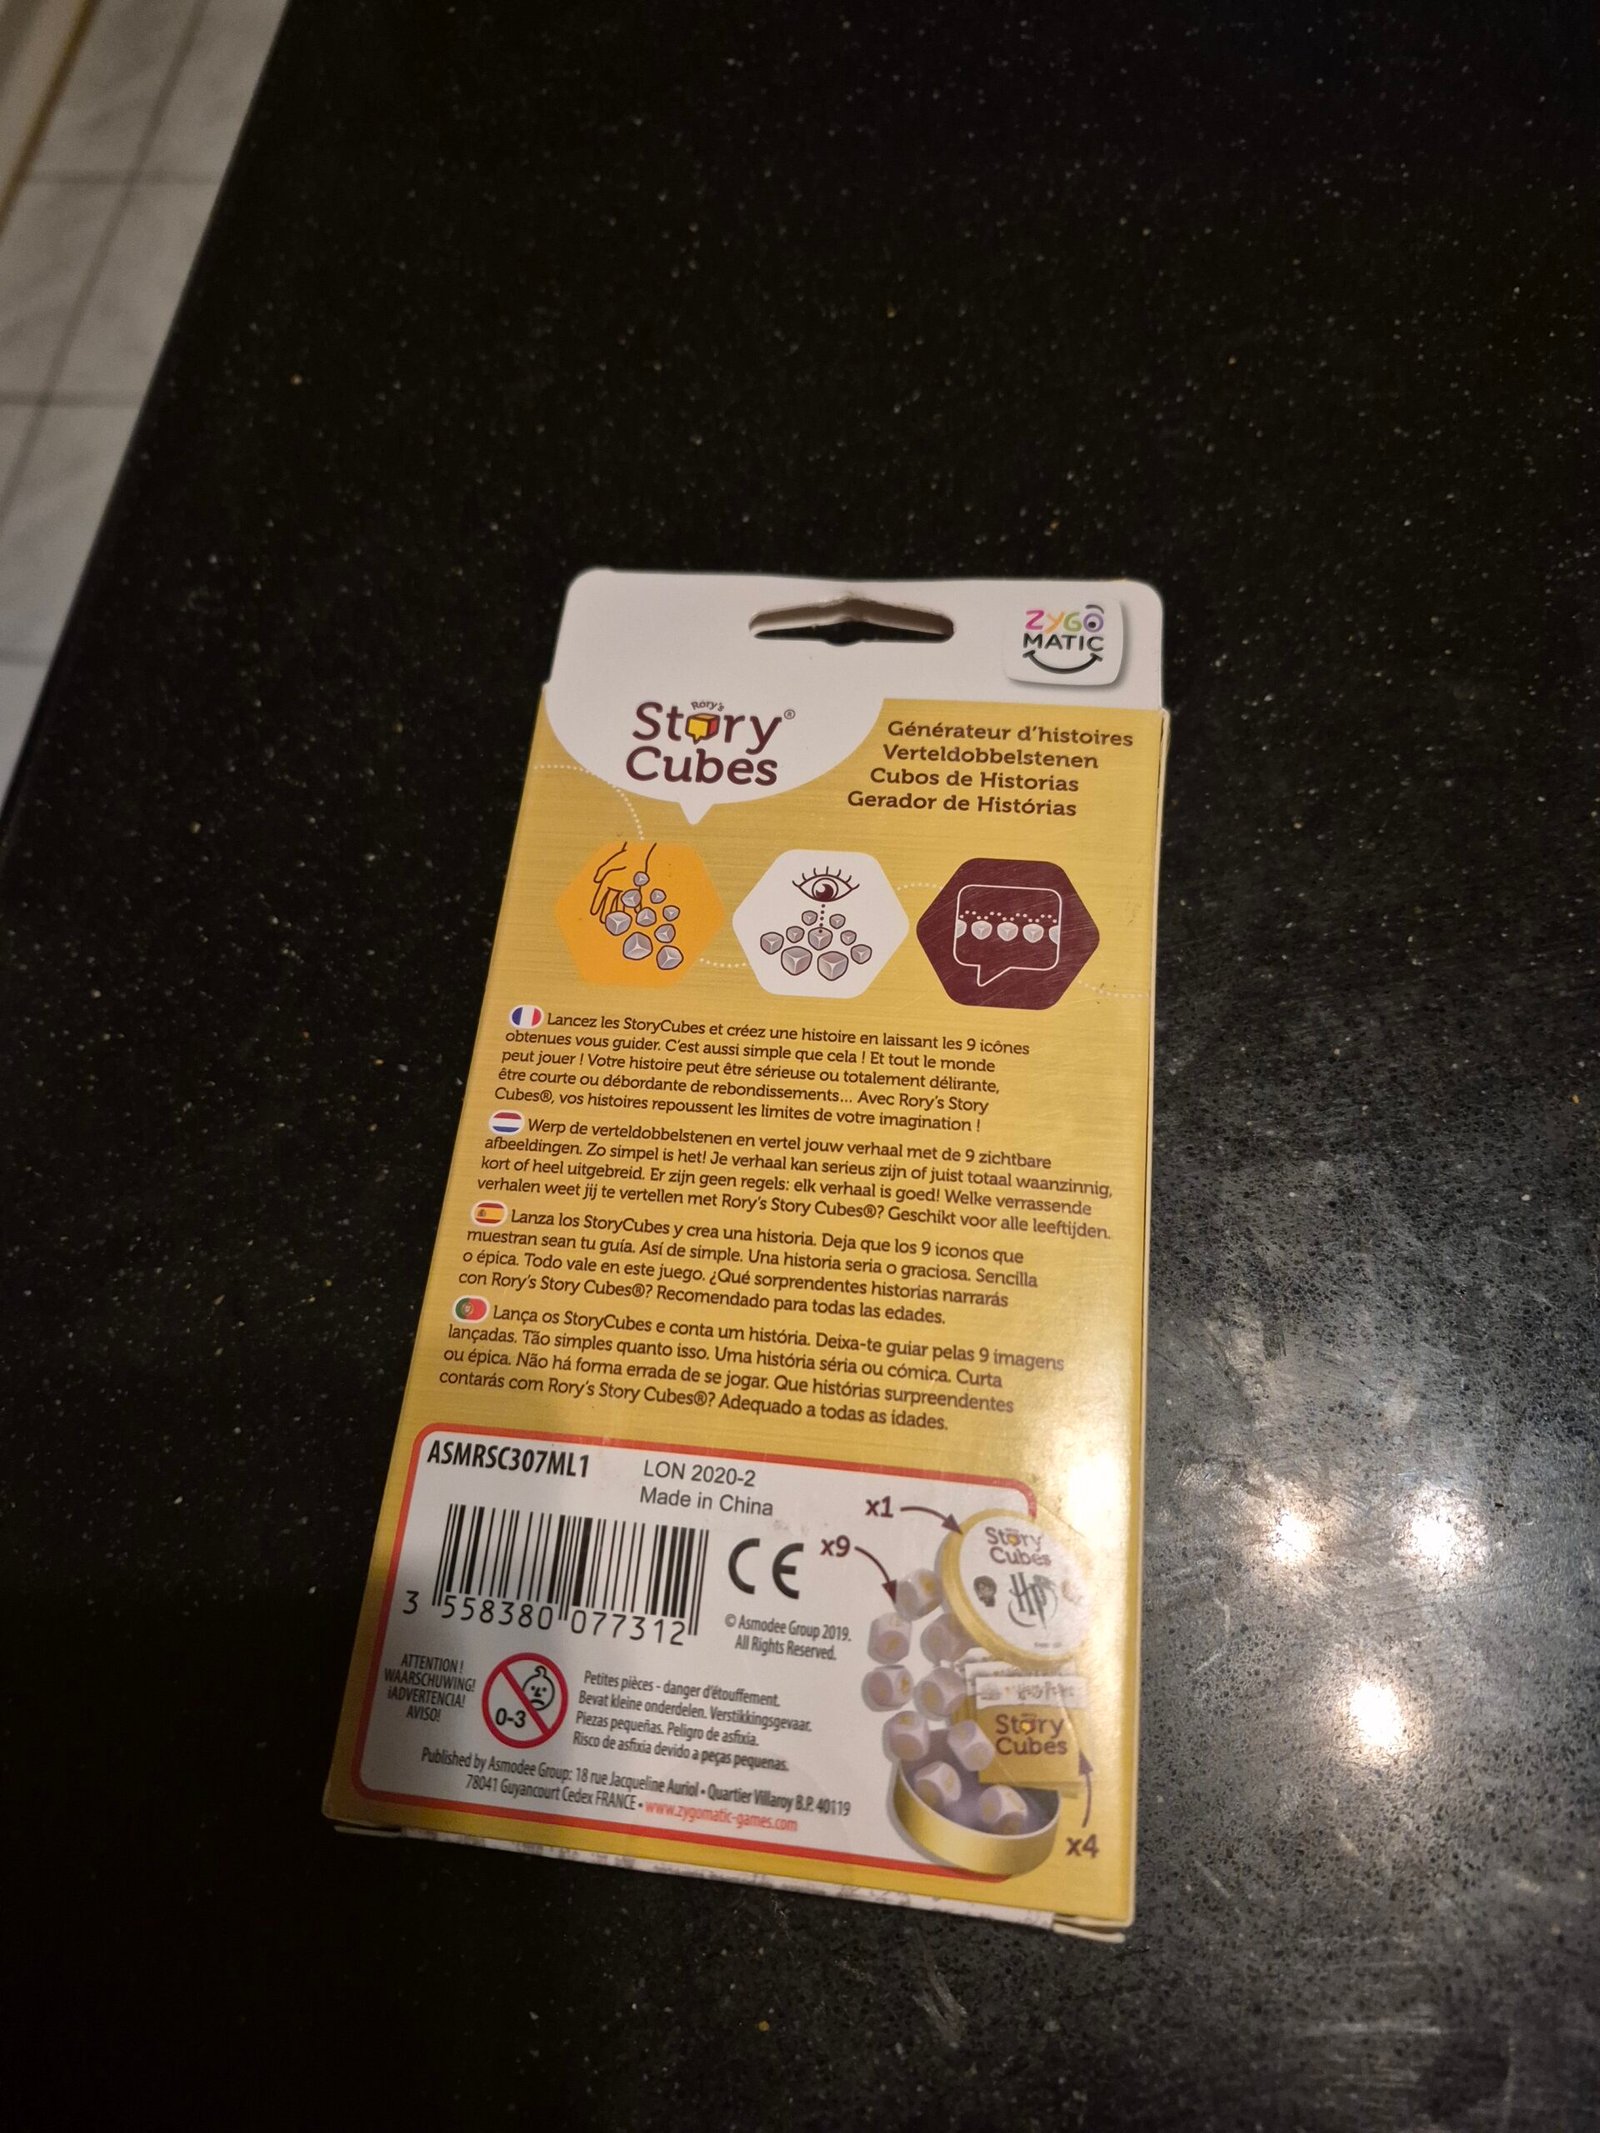 ZYGO
MATIC
Rory's
Story®
Cubes
Générateur d'histoires
Verteldobbelstenen
Cubos de Historias
Gerador de Histórias
Lancez les StoryCubes et créez une histoire en laissant les 9 icônes
obtenues vous guider. C'est aussi simple que cela ! Et tout le monde
peut jouer ! Votre histoire peut être sérieuse ou totalement délirante,
être courte ou débordante de rebondissements... Avec Rory's Story
Cubes®, vos histoires repoussent les limites de votre imagination !
Werp de verteldobbelstenen en vertel jouw verhaal met de 9 zichtbare
afbeeldingen. Zo simpel is het! Je verhaal kan serieus zijn of juist totaal waanzinnig,
kort of heel uitgebreid. Er zijn geen regels: elk verhaal is goed! Welke verrassende
verhalen weet jij te vertellen met Rory's Story Cubes®? Geschikt voor alle leeftijden.
Lanza los StoryCubes y crea una historia. Deja que los 9 iconos que
muestran sean tu guía. Así de simple. Una historia seria o graciosa. Sencilla
o épica. Todo vale en este juego. ¿Qué sorprendentes historias narrarás
con Rory's Story Cubes®? Recomendado para todas las edades.
Lança os StoryCubes e conta um história. Deixa-te guiar pelas 9 imagens
lançadas. Tão simples quanto isso. Uma história séria ou cómica. Curta
ou épica. Não há forma errada de se jogar. Que histórias surpreendentes
contarás com Rory's Story Cubes®? Adequado a todas as idades.
ASMRSC307ML1
LON 2020-2
Made in China
x1
x9
CE
3 558380 077312
© Asmodee Group 2019.
All Rights Reserved.
Story
Cubes
HP
ATTENTION !
WAARSCHUWING!
¡ADVERTENCIA!
AVISO!
0-3
Petites pièces - danger d'étouffement.
Bevat kleine onderdelen. Verstikkingsgevaar.
Piezas pequeñas. Peligro de asfixia.
Risco de asfixia devido a peças pequenas.
Story
Cubes
x4
Published by Asmodee Group: 18 rue Jacqueline Auriol • Quartier Villaroy B.P. 40119
78041 Guyancourt Cedex FRANCE • www.zygomatic-games.com